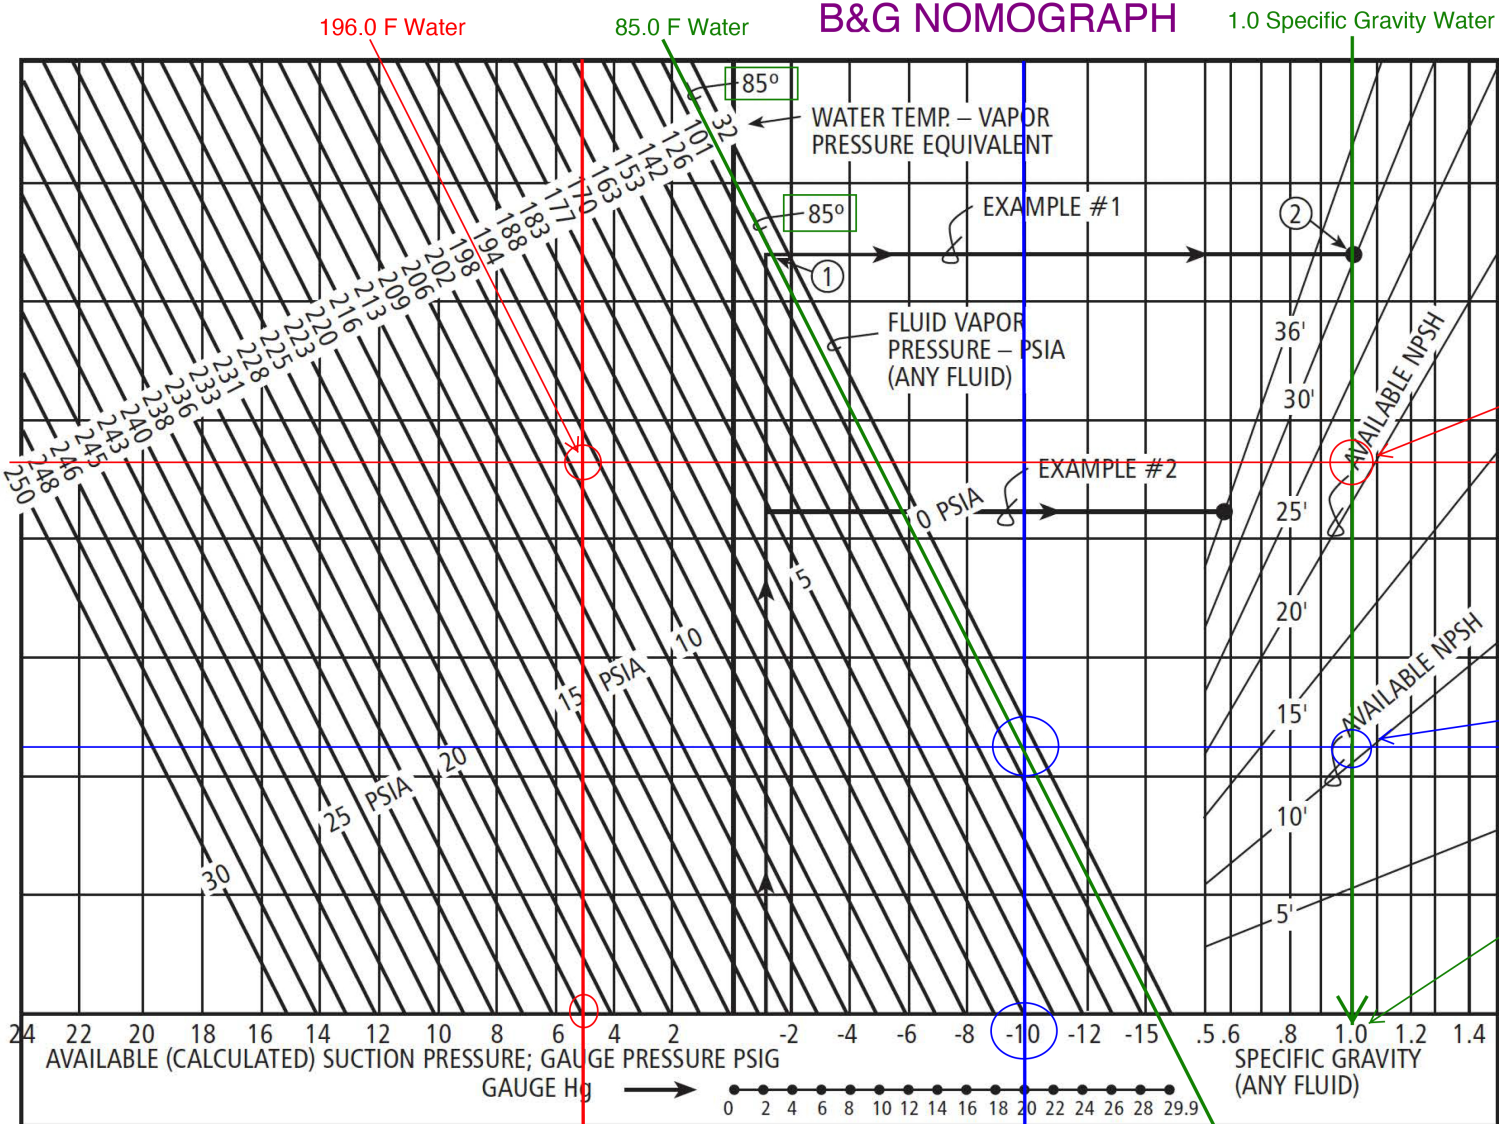 B&G NOMOGRAPH
196.0 F Water
85.0 F Water
1.0 Specific Gravity Water
85º
WATER TEMP. – VAPOR
PRESSURE EQUIVALENT
32
101
126
142
153
163
170
177
183
188
194
198
202
206
209
213
216
220
223
225
228
231
233
236
238
240
243
245
246
248
250
85º
EXAMPLE #1
2
1
FLUID VAPOR
PRESSURE – PSIA
(ANY FLUID)
36'
30'
AVAILABLE NPSH
EXAMPLE #2
0 PSIA
25'
5
20'
10
PSIA
15
AVAILABLE NPSH
15'
20
PSIA
25
10'
30
5'
24 22 20 18 16 14 12 10 8 6 4 2 -2 -4 -6 -8 -10 -12 -15 .5 .6 .8 1.0 1.2 1.4
AVAILABLE (CALCULATED) SUCTION PRESSURE; GAUGE PRESSURE PSIG
SPECIFIC GRAVITY
(ANY FLUID)
GAUGE Hg
0 2 4 6 8 10 12 14 16 18 20 22 24 26 28 29.9